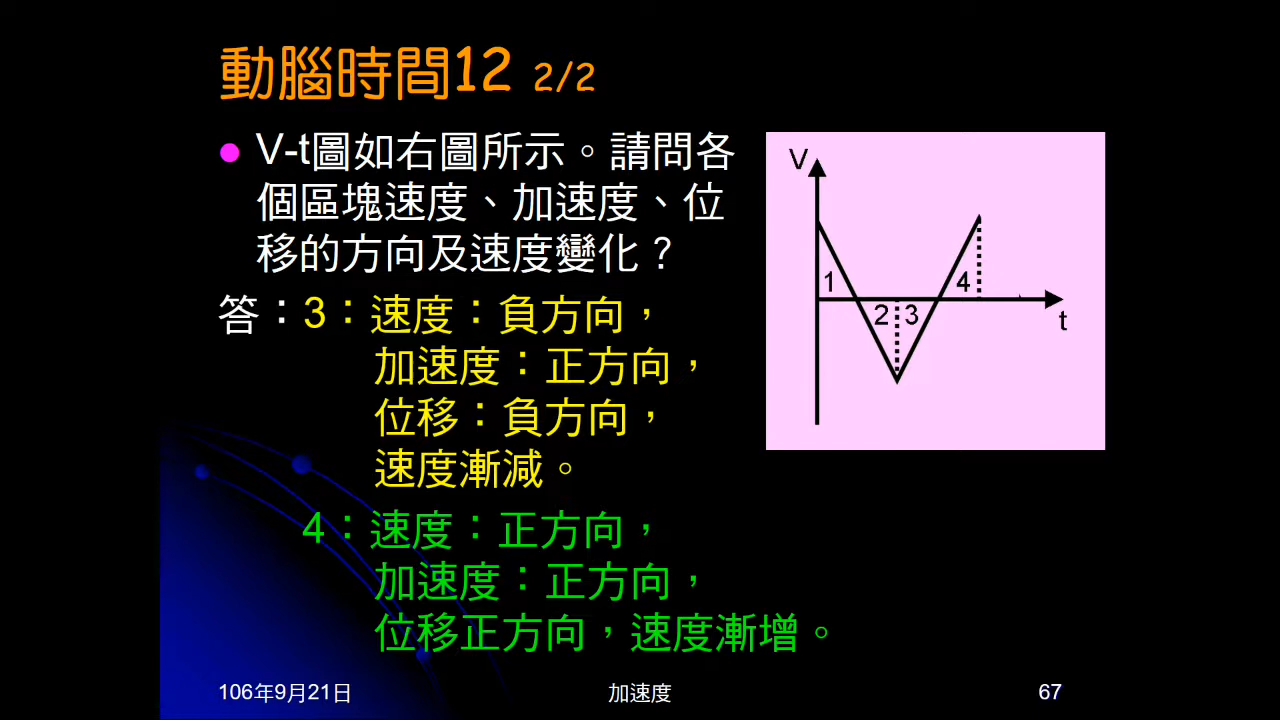 動腦時間12 2/2
V-t圖如右圖所示。請問各
個區塊速度、加速度、位
移的方向及速度變化？
答：3：速度：負方向，
加速度：正方向，
位移：負方向，
速度漸減。
4：速度：正方向，
加速度：正方向，
位移正方向，速度漸增。
V
1
4
2
3
t
106年9月21日
加速度
67